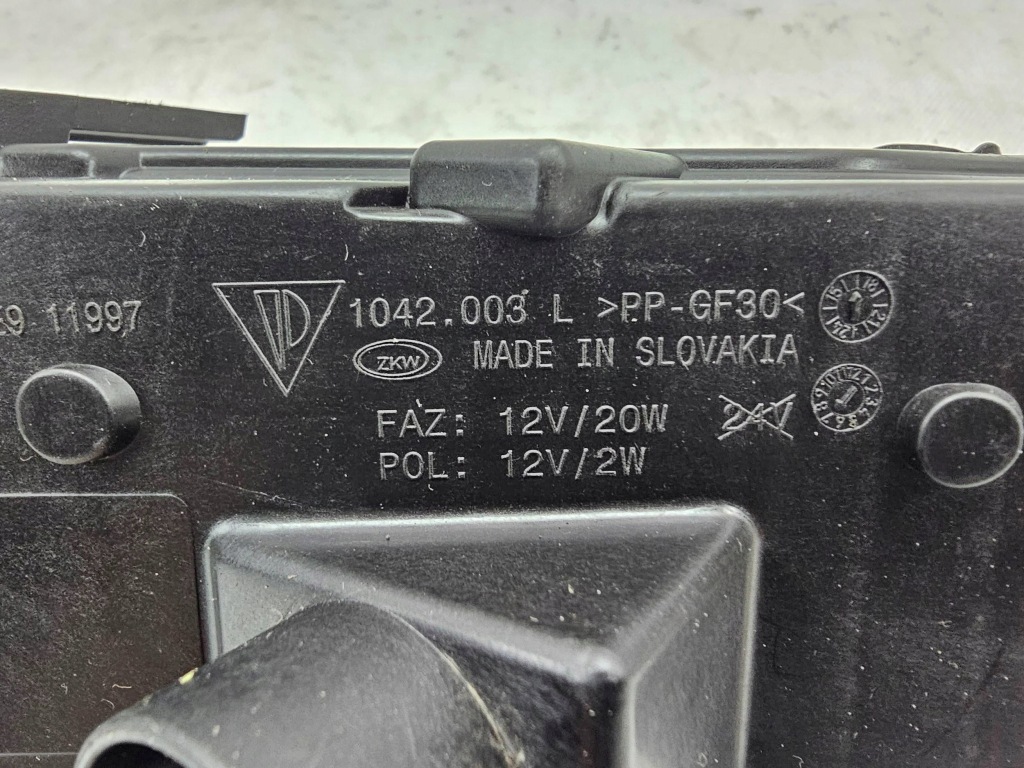 9 11997
1042.003 L >PP-GF30<
ZKW MADE IN SLOVAKIA
FAZ: 12V/20W 24V
POL: 12V/2W